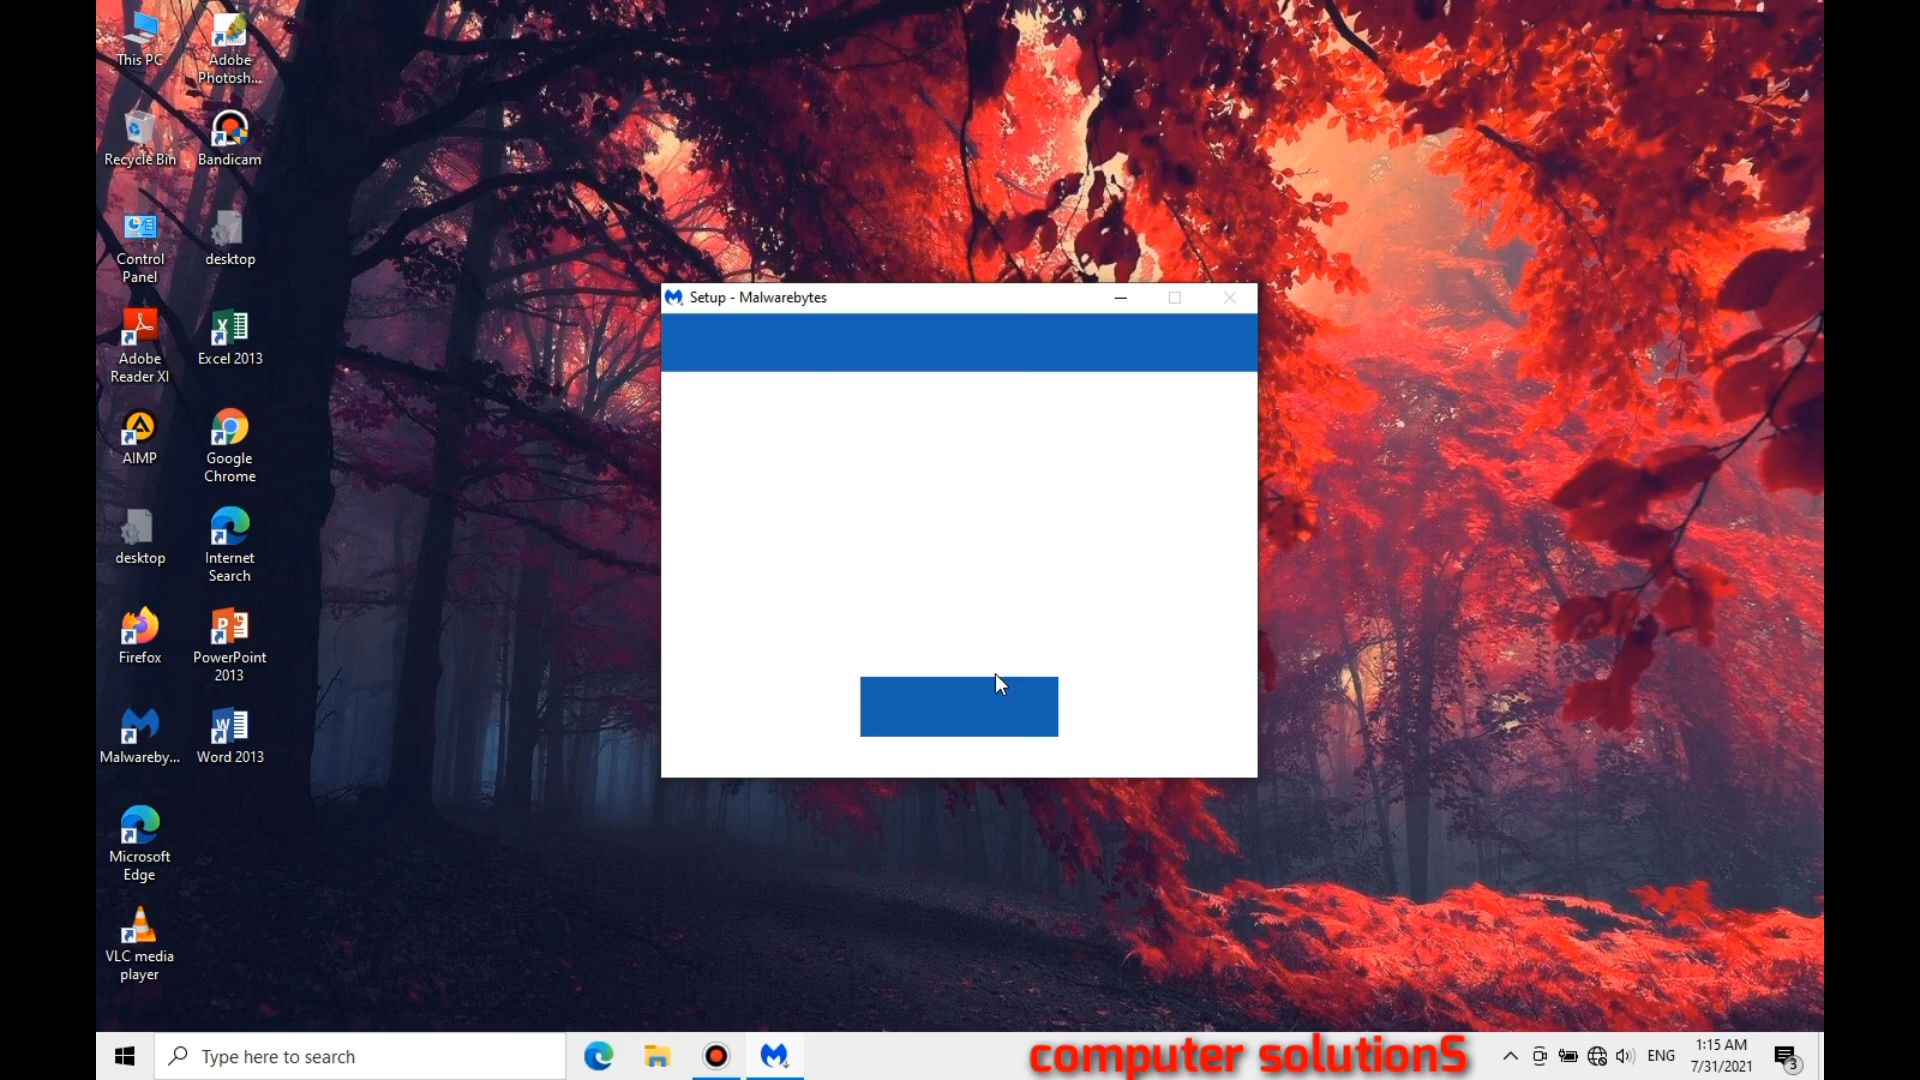 This PC
Adobe
Photosh...
Recycle Bin
Bandicam
Control
Panel
desktop
Adobe
Reader XI
Excel 2013
AIMP
Google
Chrome
desktop
Internet
Search
Firefox
PowerPoint
2013
Malwareby...
Word 2013
Microsoft
Edge
VLC media
player
Setup - Malwarebytes
Type here to search
computer solutionS
ENG
1:15 AM
7/31/2021
3